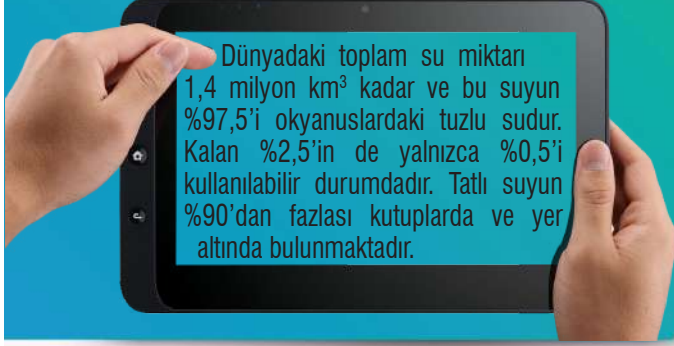 Dünyadaki toplam su miktarı
1,4 milyon km³ kadar ve bu suyun
%97,5’i okyanuslardaki tuzlu sudur.
Kalan %2,5’in de yalnızca %0,5’i
kullanılabilir durumdadır. Tatlı suyun
%90’dan fazlası kutuplarda ve yer
altında bulunmaktadır.